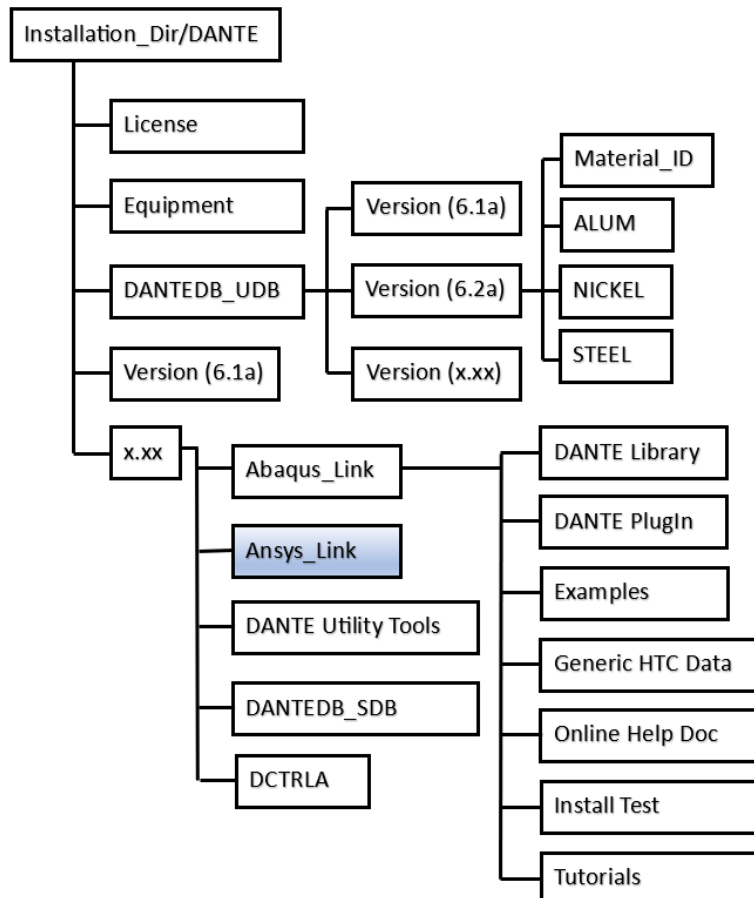 Installation_Dir/DANTE
License
Equipment
DANTEDB_UDB
Version (6.1a)
x.xx
Version (6.1a)
Version (6.2a)
Version (x.xx)
Material_ID
ALUM
NICKEL
STEEL
Abaqus_Link
Ansys_Link
DANTE Utility Tools
DANTEDB_SDB
DCTRLA
DANTE Library
DANTE PlugIn
Examples
Generic HTC Data
Online Help Doc
Install Test
Tutorials